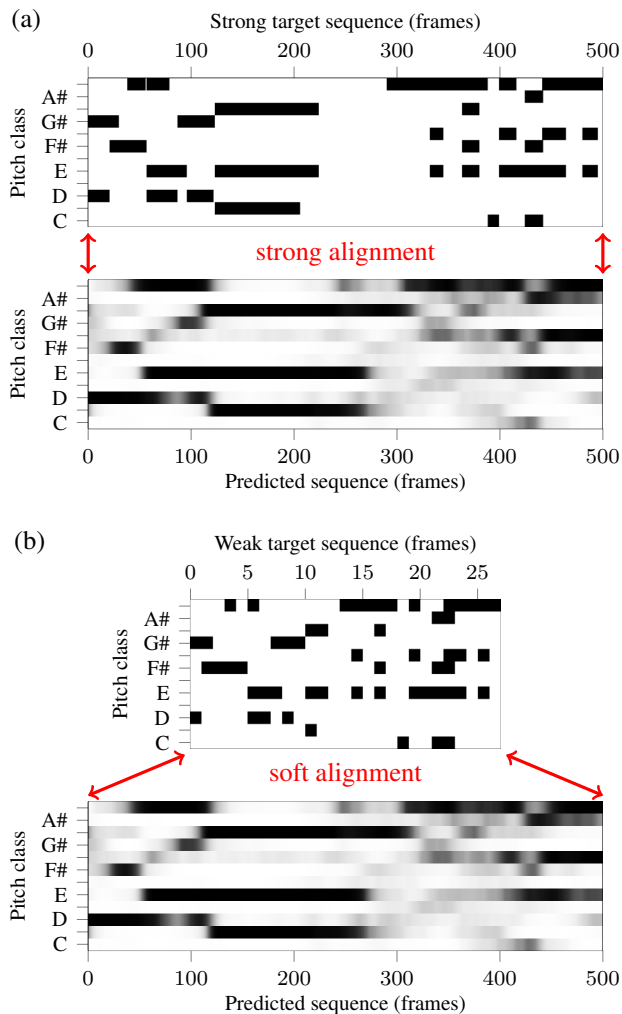 (a)
Strong target sequence (frames)
0 100 200 300 400 500
Pitch class
A#
G#
F#
E
D
C
strong alignment
Pitch class
A#
G#
F#
E
D
C
0 100 200 300 400 500
Predicted sequence (frames)
(b)
Weak target sequence (frames)
0 5 10 15 20 25
Pitch class
A#
G#
F#
E
D
C
soft alignment
Pitch class
A#
G#
F#
E
D
C
0 100 200 300 400 500
Predicted sequence (frames)